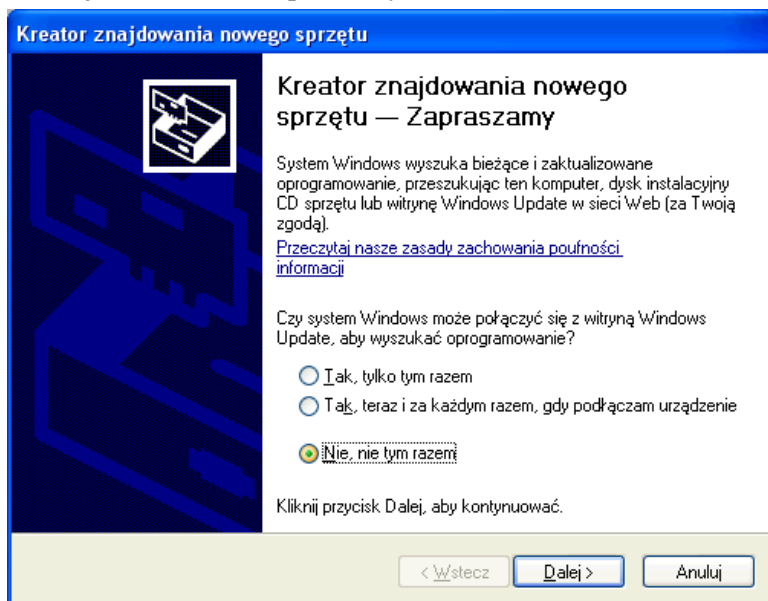 Kreator znajdowania nowego sprzętu
Kreator znajdowania nowego
sprzętu — Zapraszamy
System Windows wyszuka bieżące i zaktualizowane
oprogramowanie, przeszukując ten komputer, dysk instalacyjny
CD sprzętu lub witrynę Windows Update w sieci Web (za Twoją
zgodą).
Przeczytaj nasze zasady zachowania poufności
informacji
Czy system Windows może połączyć się z witryną Windows
Update, aby wyszukać oprogramowanie?
Tak, tylko tym razem
Tak, teraz i za każdym razem, gdy podłączam urządzenie
Nie, nie tym razem
Kliknij przycisk Dalej, aby kontynuować.
< Wstecz Dalej > Anuluj